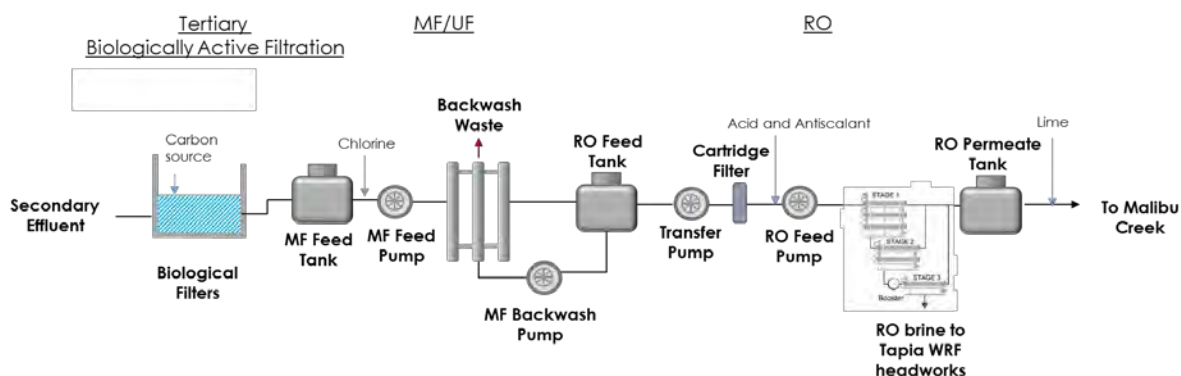 Tertiary
Biologically Active Filtration
MF/UF
RO
Carbon
source
Chlorine
Backwash
Waste
RO Feed
Tank
Acid and Antiscalant
Cartridge
Filter
RO Permeate
Tank
Lime
Secondary
Effluent
Biological
Filters
MF Feed
Tank
MF Feed
Pump
MF Backwash
Pump
Transfer
Pump
RO Feed
Pump
STAGE 1
STAGE 2
STAGE 3
Booster
RO brine to
Tapia WRF
headworks
To Malibu
Creek